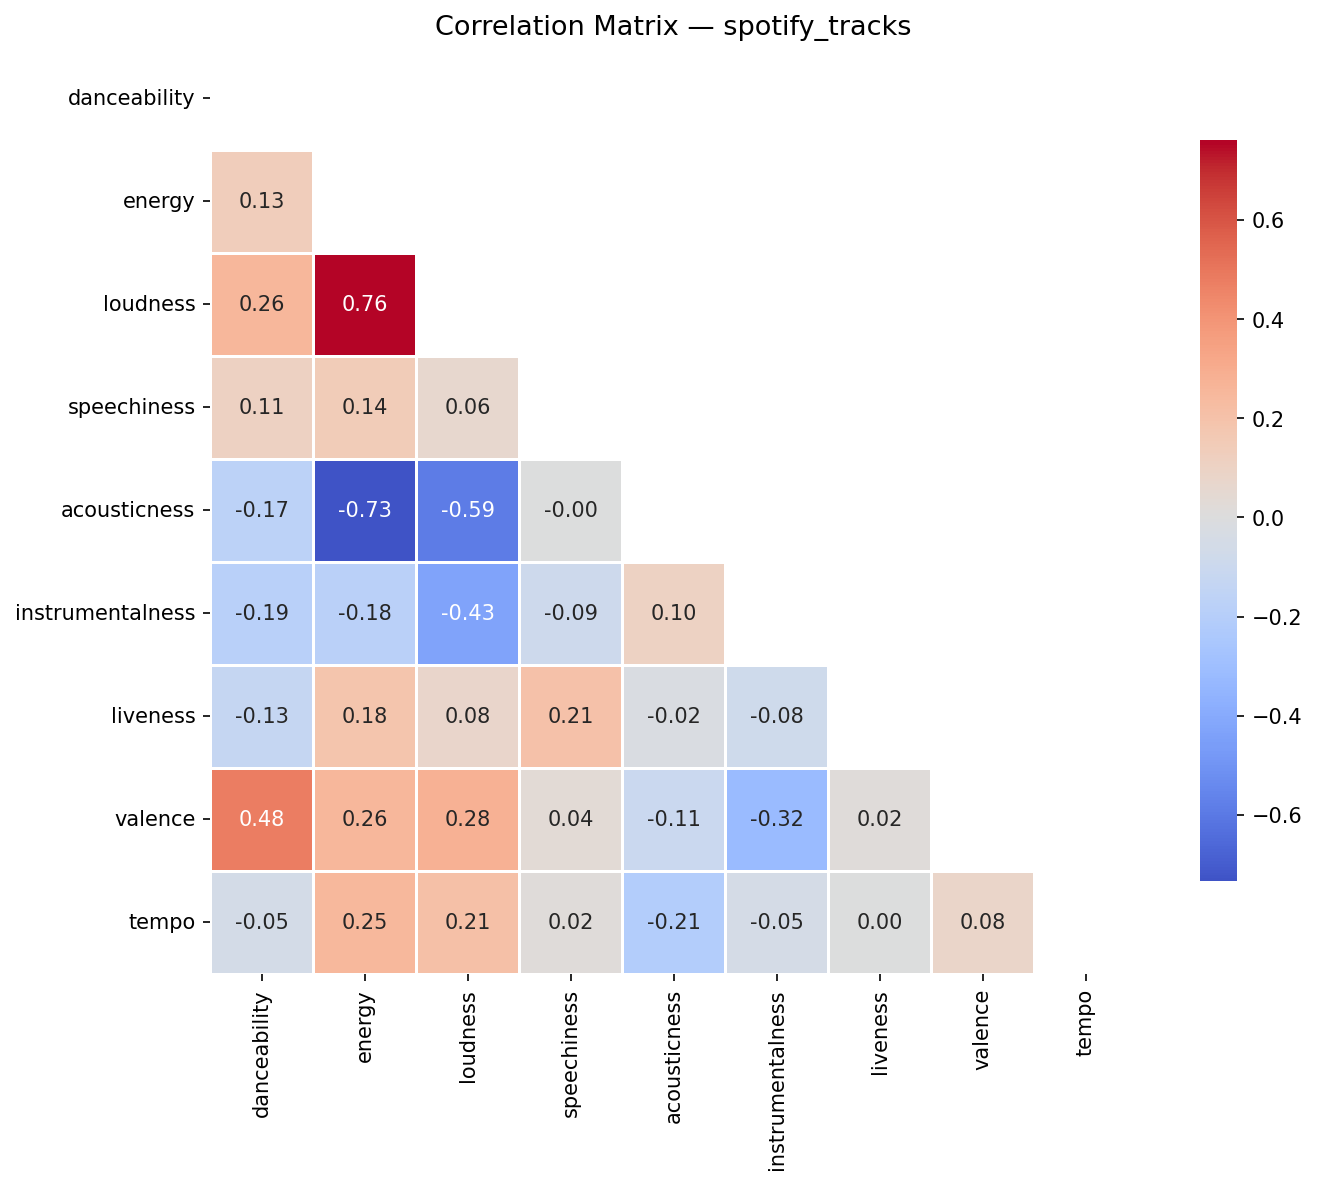 Correlation Matrix — spotify_tracks
danceability
energy 0.13
loudness 0.26 0.76
speechiness 0.11 0.14 0.06
acousticness -0.17 -0.73 -0.59 -0.00
instrumentalness -0.19 -0.18 -0.43 -0.09 0.10
liveness -0.13 0.18 0.08 0.21 -0.02 -0.08
valence 0.48 0.26 0.28 0.04 -0.11 -0.32 0.02
tempo -0.05 0.25 0.21 0.02 -0.21 -0.05 0.00 0.08
danceability energy loudness speechiness acousticness instrumentalness liveness valence tempo
0.6
0.4
0.2
0.0
−0.2
−0.4
−0.6